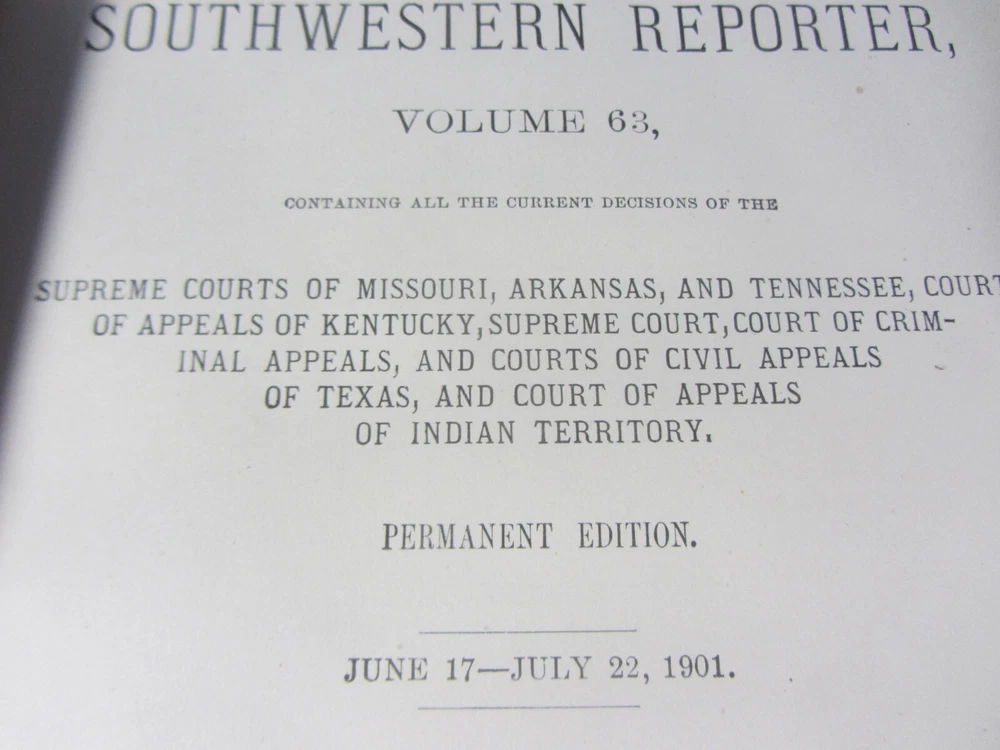 SOUTHWESTERN REPORTER,
VOLUME 63,
CONTAINING ALL THE CURRENT DECISIONS OF THE
SUPREME COURTS OF MISSOURI, ARKANSAS, AND TENNESSEE, COURT
OF APPEALS OF KENTUCKY, SUPREME COURT, COURT OF CRIM-
INAL APPEALS, AND COURTS OF CIVIL APPEALS
OF TEXAS, AND COURT OF APPEALS
OF INDIAN TERRITORY.
PERMANENT EDITION.
JUNE 17—JULY 22, 1901.